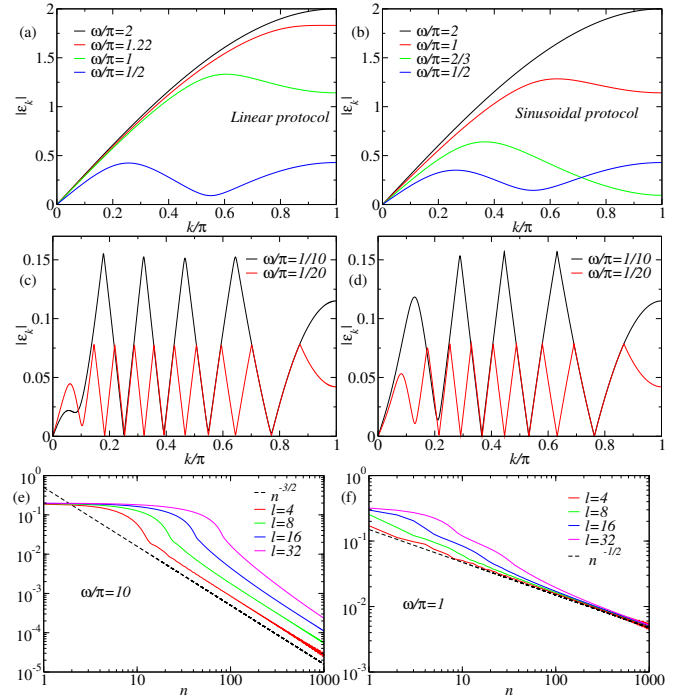 (a)
ω/π=2
ω/π=1.22
ω/π=1
ω/π=1/2
Linear protocol
|εk|
2
1.5
1
0.5
0
0 0.2 0.4 0.6 0.8 1
k/π
(b)
ω/π=2
ω/π=1
ω/π=2/3
ω/π=1/2
Sinusoidal protocol
|εk|
2
1.5
1
0.5
0
0 0.2 0.4 0.6 0.8 1
k/π
(c)
ω/π=1/10
ω/π=1/20
|εk|
0.15
0.1
0.05
0
0 0.2 0.4 0.6 0.8 1
k/π
(d)
ω/π=1/10
ω/π=1/20
|εk|
0.15
0.1
0.05
0
0 0.2 0.4 0.6 0.8 1
k/π
(e)
n^-3/2
l=4
l=8
l=16
l=32
ω/π=10
10^0
10^-1
10^-2
10^-3
10^-4
10^-5
1 10 100 1000
n
(f)
l=4
l=8
l=16
l=32
n^-1/2
ω/π=1
10^0
10^-1
10^-2
10^-3
1 10 100 1000
n